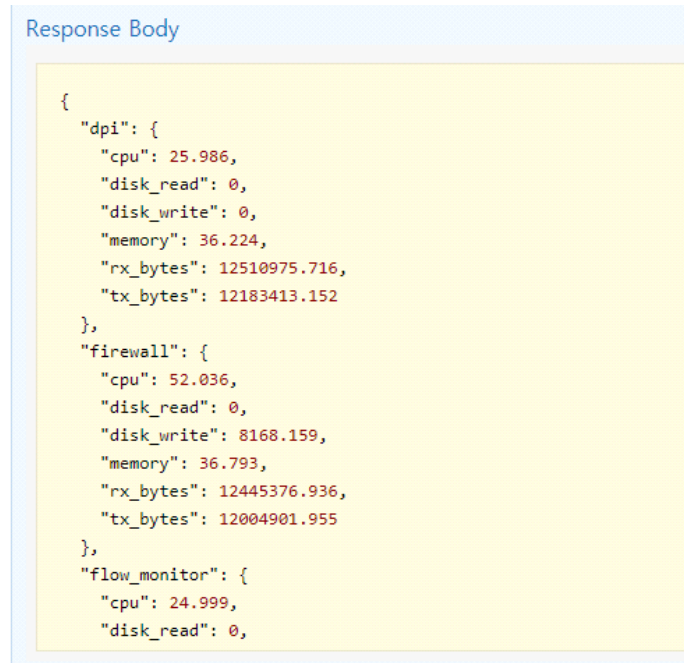 Response Body
{
"dpi": {
"cpu": 25.986,
"disk_read": 0,
"disk_write": 0,
"memory": 36.224,
"rx_bytes": 12510975.716,
"tx_bytes": 12183413.152
},
"firewall": {
"cpu": 52.036,
"disk_read": 0,
"disk_write": 8168.159,
"memory": 36.793,
"rx_bytes": 12445376.936,
"tx_bytes": 12004901.955
},
"flow_monitor": {
"cpu": 24.999,
"disk_read": 0,